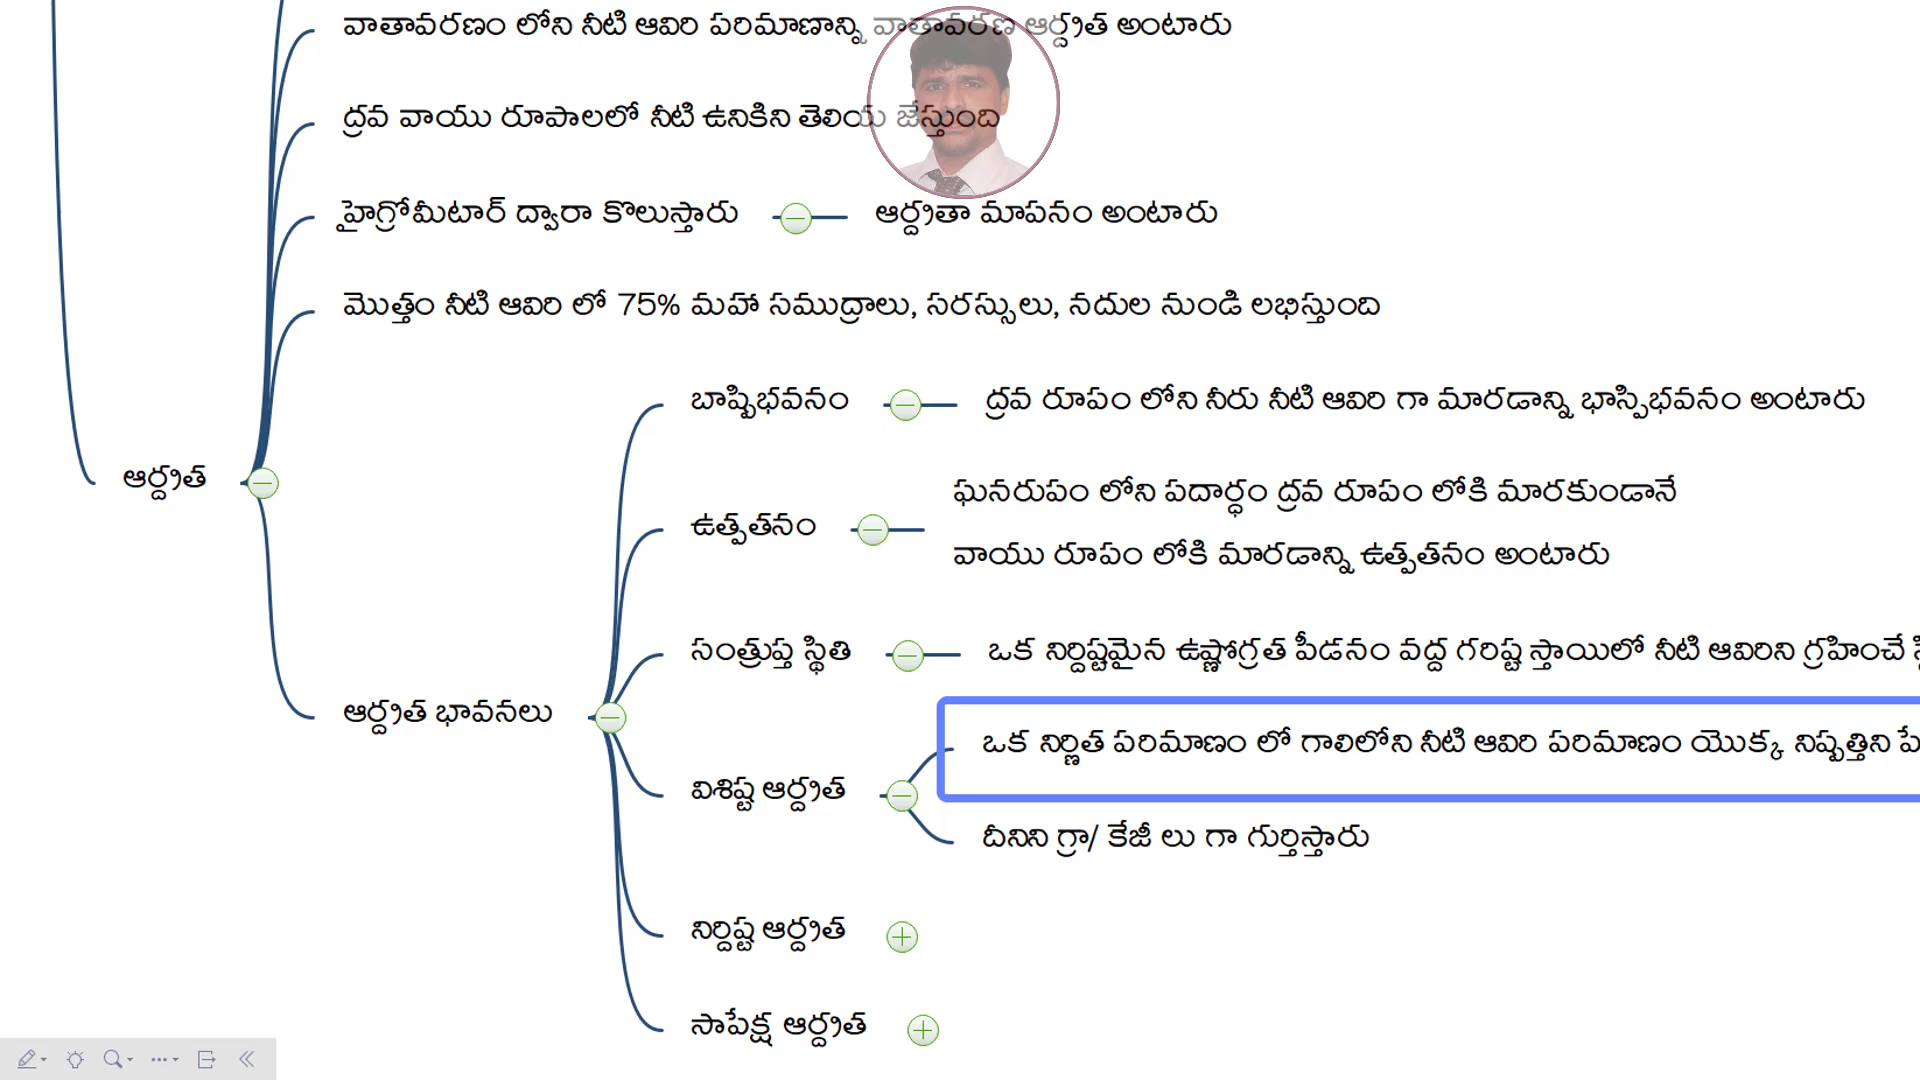 వాతావరణం లోని నీటి ఆవిరి పరిమాణాన్ని వాతావరణ ఆర్ద్రత అంటారు
ద్రవ వాయు రూపాలలో నీటి ఉనికిని తెలియ జేస్తుంది
హైగ్రోమీటార్ ద్వారా కొలుస్తారు
ఆర్ద్రతా మాపనం అంటారు
మొత్తం నీటి ఆవిరి లో 75% మహా సముద్రాలు, సరస్సులు, నదుల నుండి లభిస్తుంది
ఆర్ద్రత
బాష్పిభవనం
ద్రవ రూపం లోని నీరు నీటి ఆవిరి గా మారడాన్ని భాస్పిభవనం అంటారు
ఉత్పతనం
ఘనరుపం లోని పదార్ధం ద్రవ రూపం లోకి మారకుండానే
వాయు రూపం లోకి మారడాన్ని ఉత్పతనం అంటారు
సంత్రుప్త స్థితి
ఒక నిర్దిష్టమైన ఉష్ణోగ్రత పీడనం వద్ద గరిష్ట స్తాయిలో నీటి ఆవిరిని గ్రహించే
ఆర్ద్రత భావనలు
విశిష్ట ఆర్ద్రత
ఒక నిర్ణిత పరిమాణం లో గాలిలోని నీటి ఆవిరి పరిమాణం యొక్క నిష్పత్తిని
దీనిని గ్రా/ కేజీ లు గా గుర్తిస్తారు
నిర్దిష్ట ఆర్ద్రత
సాపేక్ష ఆర్ద్రత